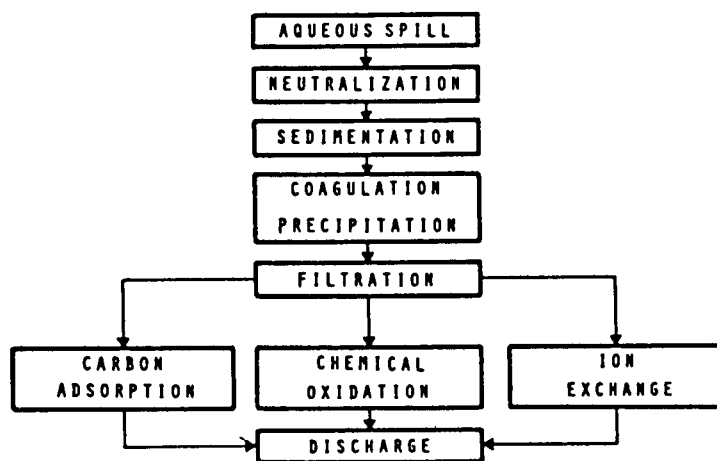 AQUEOUS SPILL
NEUTRALIZATION
SEDIMENTATION
COAGULATION
PRECIPITATION
FILTRATION
CARBON
ADSORPTION
CHEMICAL
OXIDATION
ION
EXCHANGE
DISCHARGE